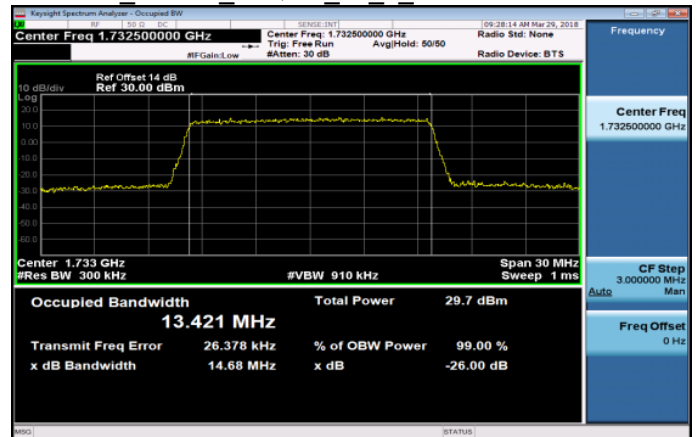 Keysight Spectrum Analyzer - Occupied BW
RF 50 Ω DC SENSE:INT 09:28:14 AM Mar 29, 2018
Center Freq 1.732500000 GHz
Center Freq: 1.732500000 GHz
Radio Std: None
Trig: Free Run Avg|Hold: 50/50
#IFGain:Low #Atten: 30 dB Radio Device: BTS
Frequency
Ref Offset 14 dB
10 dB/div Ref 30.00 dBm
Log
20.0
10.0
0.00
-10.0
-20.0
-30.0
-40.0
-50.0
-60.0
Center Freq
1.732500000 GHz
Center 1.733 GHz Span 30 MHz
#Res BW 300 kHz #VBW 910 kHz Sweep 1 ms
CF Step
3.000000 MHz
Auto Man
Occupied Bandwidth Total Power 29.7 dBm
13.421 MHz
Transmit Freq Error 26.378 kHz % of OBW Power 99.00 %
x dB Bandwidth 14.68 MHz x dB -26.00 dB
Freq Offset
0 Hz
MSG STATUS